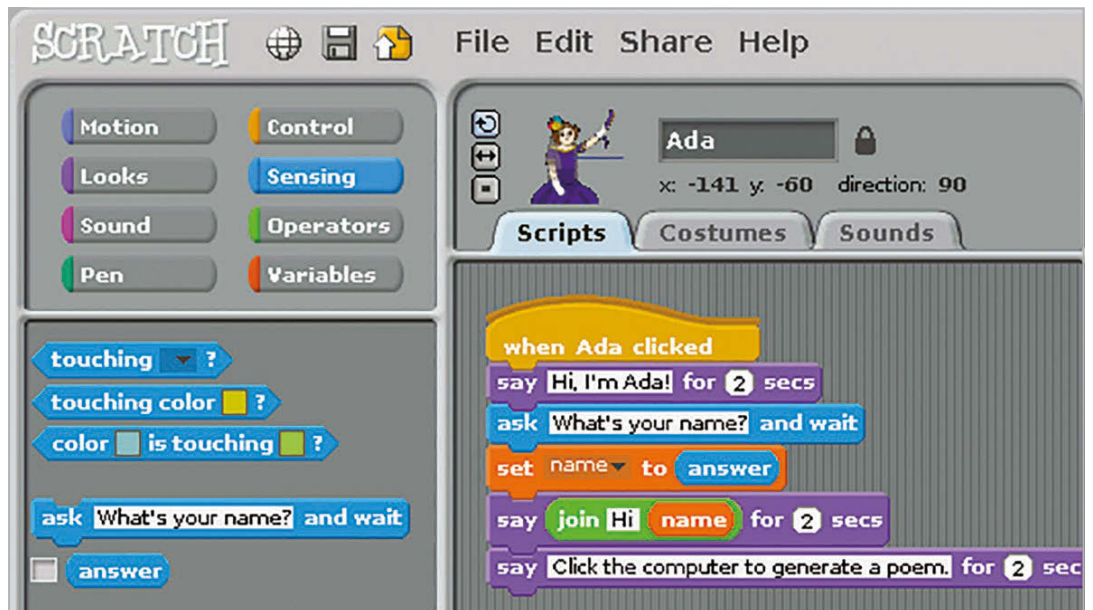 SCRATCH File Edit Share Help
Motion Control
Looks Sensing
Sound Operators
Pen Variables
Ada
x: -141 y: -60 direction: 90
Scripts Costumes Sounds
touching ?
touching color ?
color is touching ?
ask What's your name? and wait
answer
when Ada clicked
say Hi, I'm Ada! for 2 secs
ask What's your name? and wait
set name to answer
say join Hi name for 2 secs
say Click the computer to generate a poem. for 2 sec